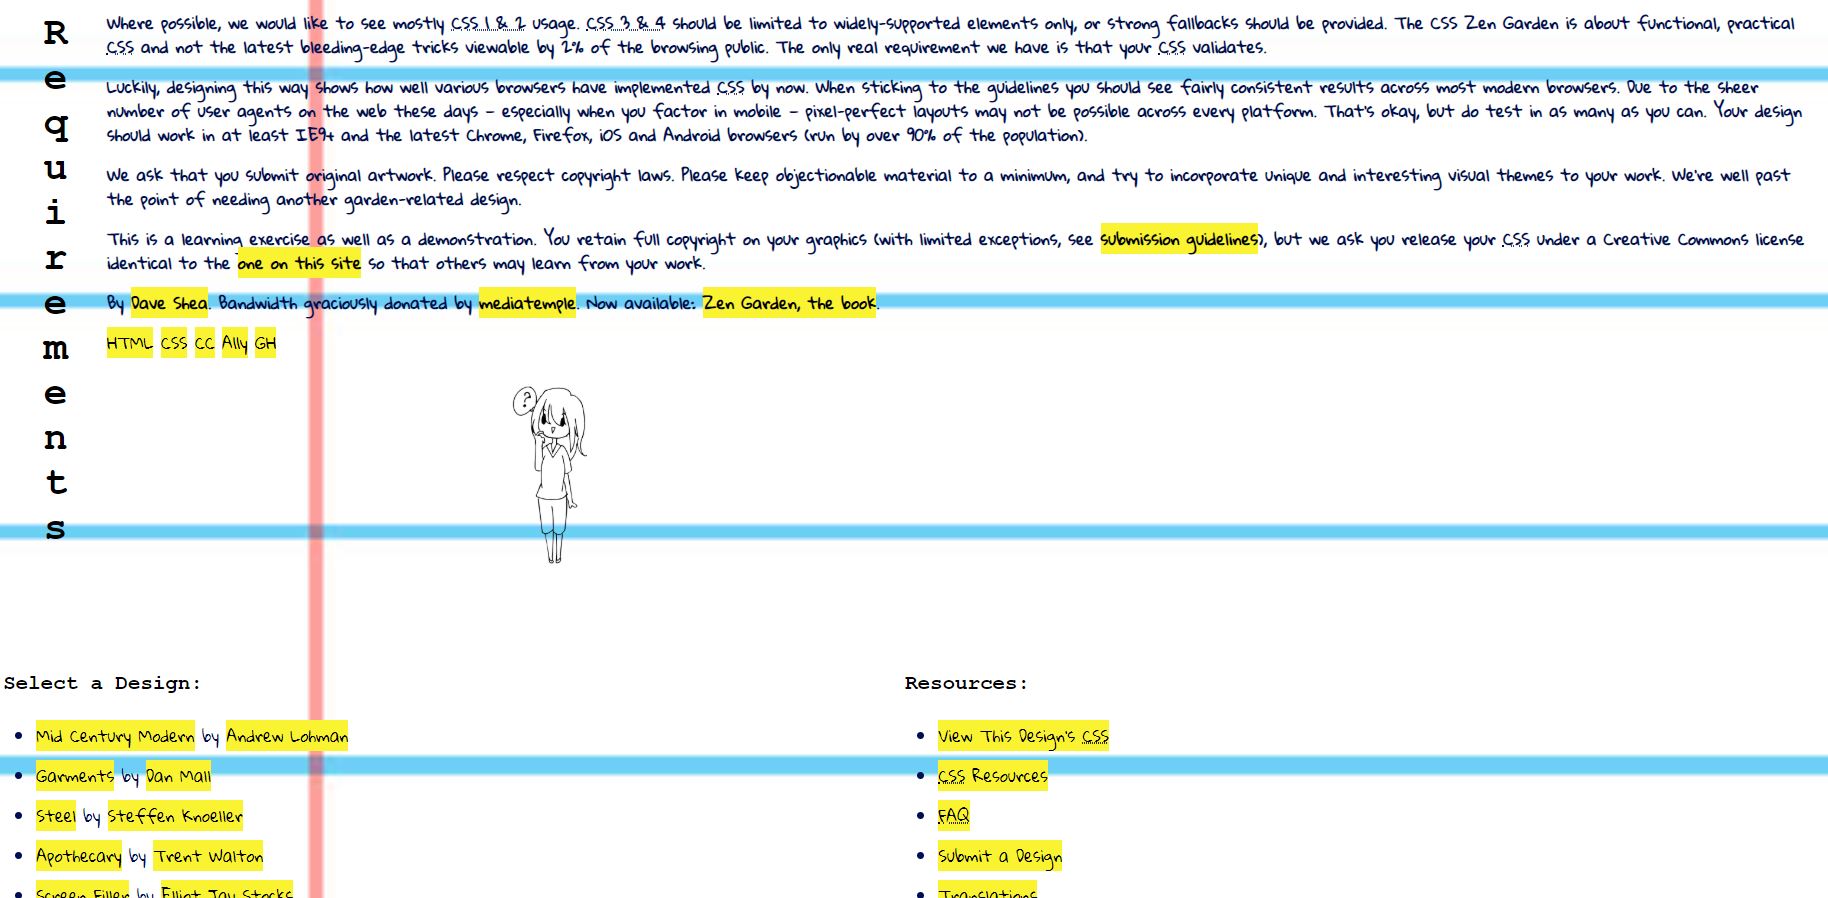 Requirements
Where possible, we would like to see mostly CSS 1 & 2 usage. CSS 3 & 4 should be limited to widely-supported elements only, or strong fallbacks should be provided. The CSS Zen Garden is about functional, practical
CSS and not the latest bleeding-edge tricks viewable by 2% of the browsing public. The only real requirement we have is that your CSS validates.
Luckily, designing this way shows how well various browsers have implemented CSS by now. When sticking to the guidelines you should see fairly consistent results across most modern browsers. Due to the sheer
number of user agents on the web these days – especially when you factor in mobile – pixel-perfect layouts may not be possible across every platform. That's okay, but do test in as many as you can. Your design
should work in at least IE9+ and the latest Chrome, Firefox, iOS and Android browsers (run by over 90% of the population).
We ask that you submit original artwork. Please respect copyright laws. Please keep objectionable material to a minimum, and try to incorporate unique and interesting visual themes to your work. We're well past
the point of needing another garden-related design.
This is a learning exercise as well as a demonstration. You retain full copyright on your graphics (with limited exceptions, see submission guidelines), but we ask you release your CSS under a Creative Commons license
identical to the one on this site so that others may learn from your work.
By Dave Shea. Bandwidth graciously donated by mediatemple. Now available: Zen Garden, the book.
HTML CSS CC A11y GH
?
Select a Design:
Mid Century Modern by Andrew Lohman
Garments by Dan Mall
Steel by Steffen Knoeller
Apothecary by Trent Walton
Screen Filler by Elliot Jay Stocks
Resources:
View This Design's CSS
CSS Resources
FAQ
Submit a Design
Translations